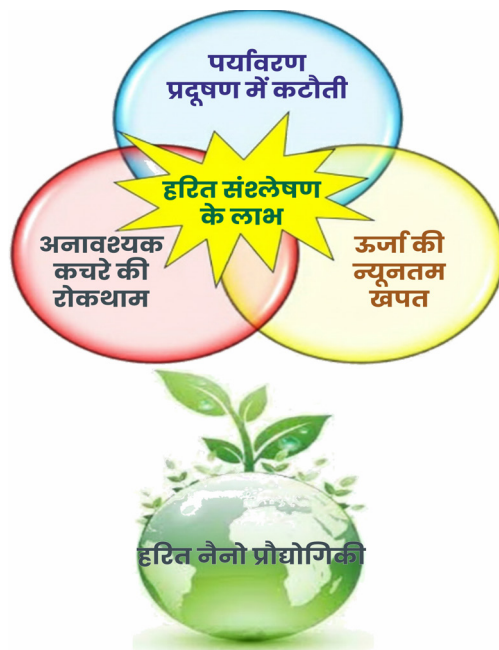 पर्यावरण
प्रदूषण में कटौती
हरित संश्लेषण
के लाभ
अनावश्यक
कचरे की
रोकथाम
ऊर्जा की
न्यूनतम
खपत
हरित नैनो प्रौद्योगिकी